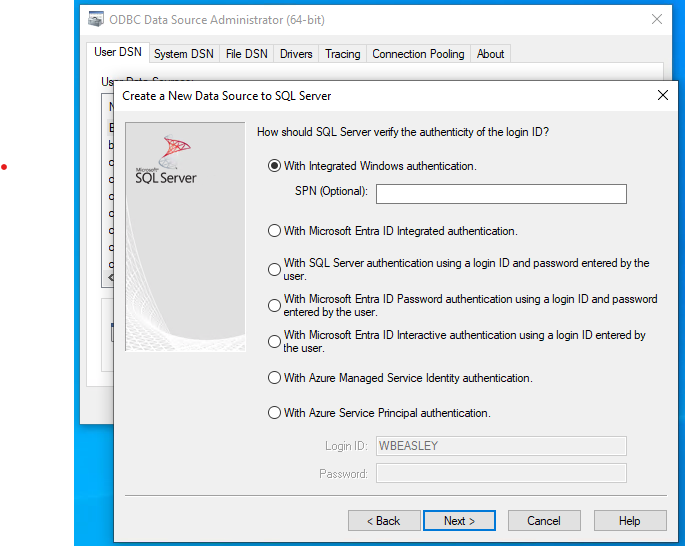 ODBC Data Source Administrator (64-bit)
User DSN System DSN File DSN Drivers Tracing Connection Pooling About
Create a New Data Source to SQL Server
Microsoft
SQL Server
How should SQL Server verify the authenticity of the login ID?
With Integrated Windows authentication.
SPN (Optional):
With Microsoft Entra ID Integrated authentication.
With SQL Server authentication using a login ID and password entered by the
user.
With Microsoft Entra ID Password authentication using a login ID and password
entered by the user.
With Microsoft Entra ID Interactive authentication using a login ID entered by
the user.
With Azure Managed Service Identity authentication.
With Azure Service Principal authentication.
Login ID: WBEASLEY
Password:
< Back Next > Cancel Help